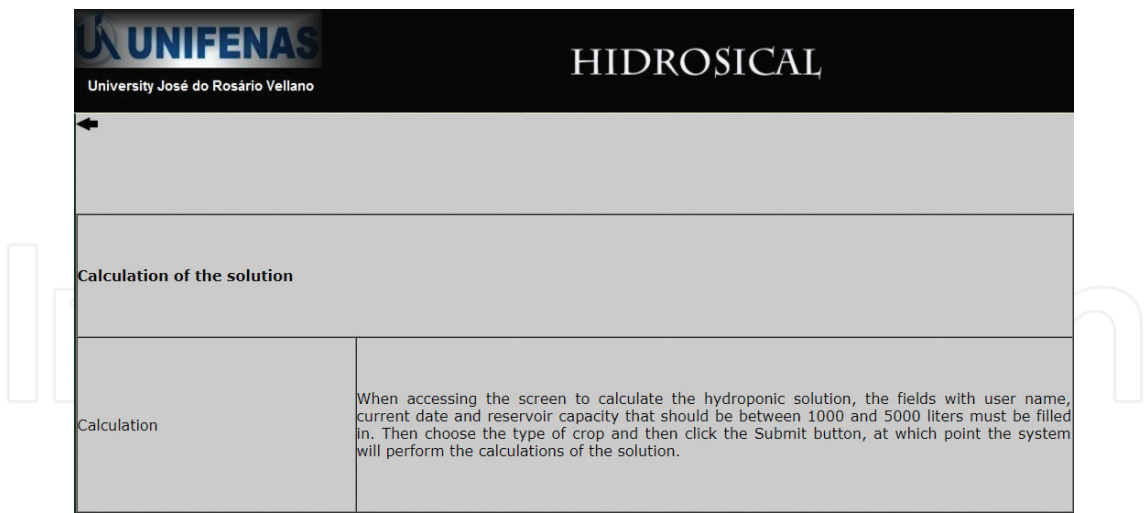 UNIFENAS
University José do Rosário Vellano
HIDROSICAL
Calculation of the solution
Calculation
When accessing the screen to calculate the hydroponic solution, the fields with user name,
current date and reservoir capacity that should be between 1000 and 5000 liters must be filled
in. Then choose the type of crop and then click the Submit button, at which point the system
will perform the calculations of the solution.